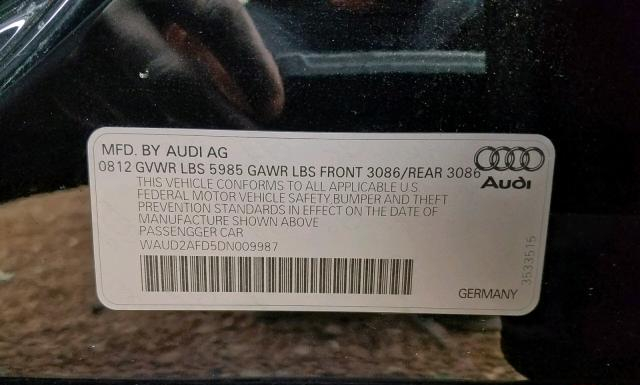 MFD. BY AUDI AG
0812 GVWR LBS 5985 GAWR LBS FRONT 3086/REAR 3086
THIS VEHICLE CONFORMS TO ALL APPLICABLE U.S.
FEDERAL MOTOR VEHICLE SAFETY,BUMPER AND THEFT
PREVENTION STANDARDS IN EFFECT ON THE DATE OF
MANUFACTURE SHOWN ABOVE
PASSENGGER CAR
WAUD2AFD5DN009987
Audi
3533515
GERMANY